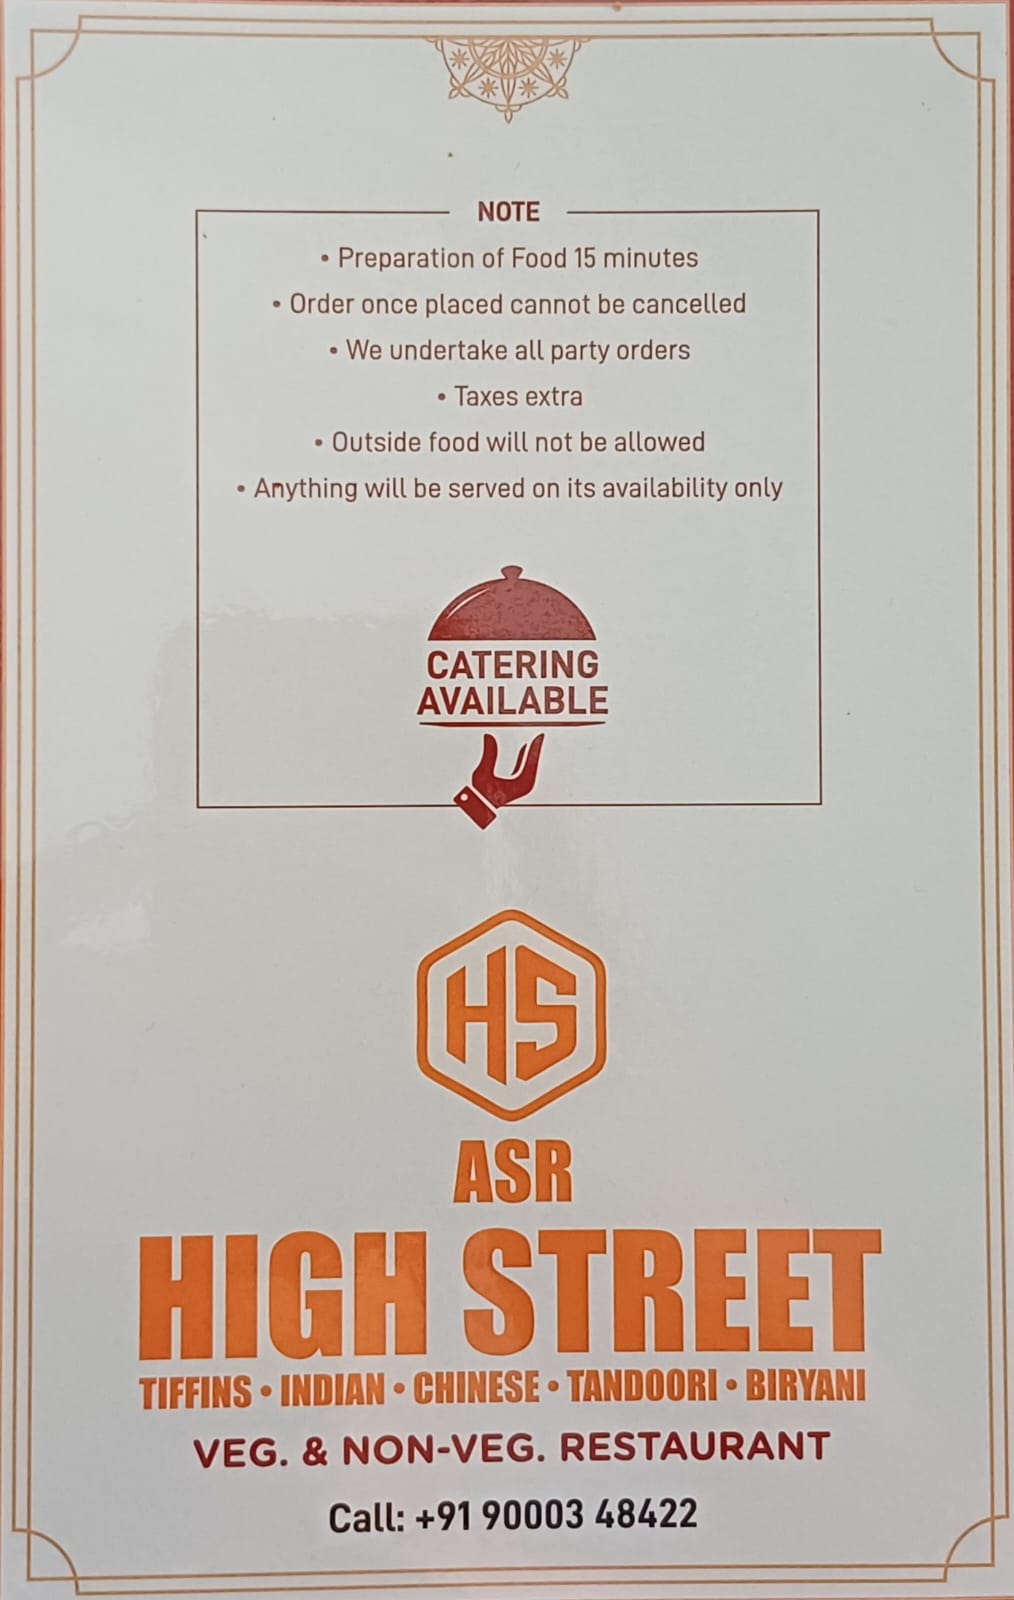 NOTE
• Preparation of Food 15 minutes
• Order once placed cannot be cancelled
• We undertake all party orders
• Taxes extra
• Outside food will not be allowed
• Anything will be served on its availability only
CATERING
AVAILABLE
HS
ASR
HIGH STREET
TIFFINS • INDIAN • CHINESE • TANDOORI • BIRYANI
VEG. & NON-VEG. RESTAURANT
Call: +91 90003 48422